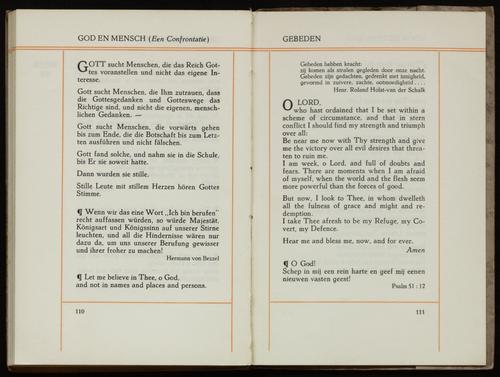 GOD EN MENSCH (Een Confrontatie)
GOTT sucht Menschen, die das Reich Got-
tes voranstellen und nicht das eigene In-
teresse.
Gott sucht Menschen, die Ihm zutrauen, dass
die Gottesgedanken und Gotteswege das
Richtige sind, und nicht die eigenen, mensch-
lichen Gedanken. —
Gott sucht Menschen, die vorwärts gehen
bis zum Ende, die die Botschaft bis zum Letz-
ten ausführen und nicht fälschen.
Gott fand solche, und nahm sie in die Schule,
bis Er sie soweit hatte.
Dann wurden sie stille.
Stille Leute mit stillem Herzen hören Gottes
Stimme.
¶ Wenn wir das eine Wort „Ich bin berufen"
recht auffassen würden, so würde Majestät,
Königsart und Königssinn auf unserer Stirne
leuchten, und all die Hindernisse wären nur
dazu da, um uns unserer Berufung gewisser
und ihrer froher zu machen!
Hermann von Bezzel
¶ Let me believe in Thee, o God,
and not in names and places and persons.
110
GEBEDEN
Gebeden hebben kracht:
zij komen als stralen gegleden door onze nacht.
Gebeden zijn gedachten, gedenkt met innigheid,
gevormd in zuivere, zachte, ootmoedigheid ....
Henr. Roland Holst-van der Schalk
O LORD,
who hast ordained that I be set within a
scheme of circumstance, and that in stern
conflict I should find my strength and triumph
over all:
Be near me now with Thy strength and give
me the victory over all evil desires that threa-
ten to ruin me.
I am week, o Lord, and full of doubts and
fears. There are moments when I am afraid
of myself, when the world and the flesh seem
more powerful than the forces of good.
But now, I look to Thee, in whom dwelleth
all the fulness of grace and might and re-
demption.
I take Thee afresh to be my Refuge, my Co-
vert, my Defence.
Hear me and bless me, now, and for ever.
Amen
¶ O God!
Schep in mij een rein harte en geef mij eenen
nieuwen vasten geest!
Psalm 51 : 12
111